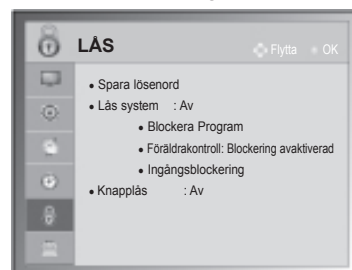 LÅS
Flytta OK
• Spara lösenord
• Lås system : Av
• Blockera Program
• Föräldrakontroll: Blockering avaktiverad
• Ingångsblockering
• Knapplås : Av